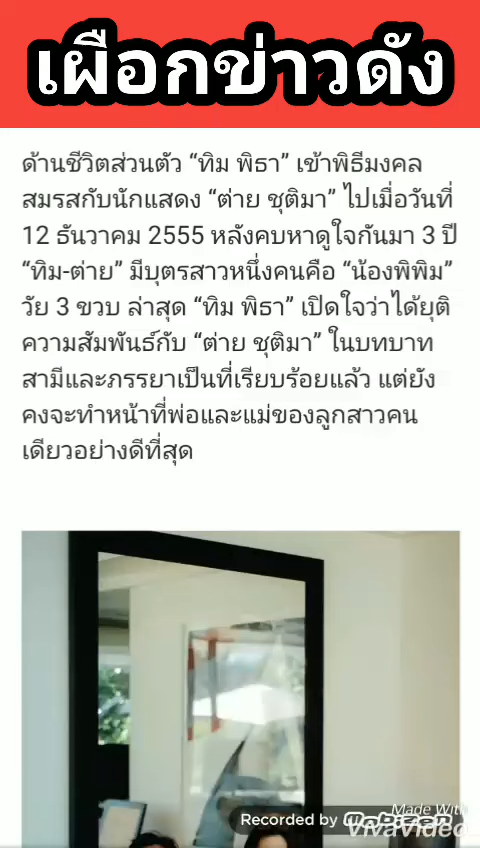 เผือกข่าวดัง
ด้านชีวิตส่วนตัว “ทิม พิธา” เข้าพิธีมงคล
สมรสกับนักแสดง “ต่าย ชุติมา” ไปเมื่อวันที่
12 ธันวาคม 2555 หลังคบหาดูใจกันมา 3 ปี
“ทิม-ต่าย” มีบุตรสาวหนึ่งคนคือ “น้องพิพิม”
วัย 3 ขวบ ล่าสุด “ทิม พิธา” เปิดใจว่าได้ยุติ
ความสัมพันธ์กับ “ต่าย ชุติมา” ในบทบาท
สามีและภรรยาเป็นที่เรียบร้อยแล้ว แต่ยัง
คงจะทำหน้าที่พ่อและแม่ของลูกสาวคน
เดียวอย่างดีที่สุด
Made With
Recorded by
VivaVideo